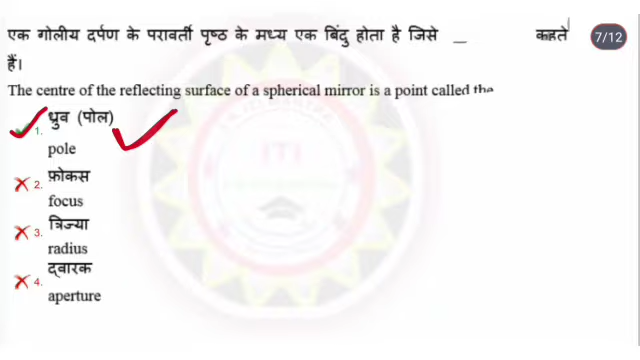 एक गोलीय दर्पण के परावर्ती पृष्ठ के मध्य एक बिंदु होता है जिसे _ कहते
7/12
हैं।
The centre of the reflecting surface of a spherical mirror is a point called the
1. ध्रुव (पोल)
pole
2. फ़ोकस
focus
3. त्रिज्या
radius
4. द्वारक
aperture
ITI